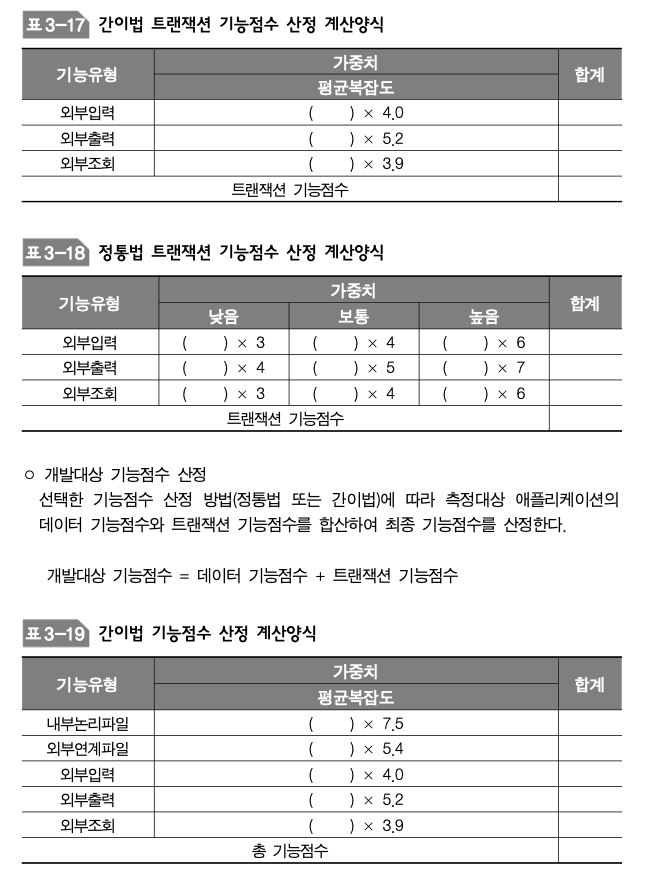 표 3-17 간이법 트랜잭션 기능점수 산정 계산양식
기능유형 가중치 합계
평균복잡도
외부입력 ( ) × 4.0
외부출력 ( ) × 5.2
외부조회 ( ) × 3.9
트랜잭션 기능점수
표 3-18 정통법 트랜잭션 기능점수 산정 계산양식
기능유형 가중치 합계
낮음 보통 높음
외부입력 ( ) × 3 ( ) × 4 ( ) × 6
외부출력 ( ) × 4 ( ) × 5 ( ) × 7
외부조회 ( ) × 3 ( ) × 4 ( ) × 6
트랜잭션 기능점수
○ 개발대상 기능점수 산정
선택한 기능점수 산정 방법(정통법 또는 간이법)에 따라 측정대상 애플리케이션의
데이터 기능점수와 트랜잭션 기능점수를 합산하여 최종 기능점수를 산정한다.
개발대상 기능점수 = 데이터 기능점수 + 트랜잭션 기능점수
표 3-19 간이법 기능점수 산정 계산양식
기능유형 가중치 합계
평균복잡도
내부논리파일 ( ) × 7.5
외부연계파일 ( ) × 5.4
외부입력 ( ) × 4.0
외부출력 ( ) × 5.2
외부조회 ( ) × 3.9
총 기능점수